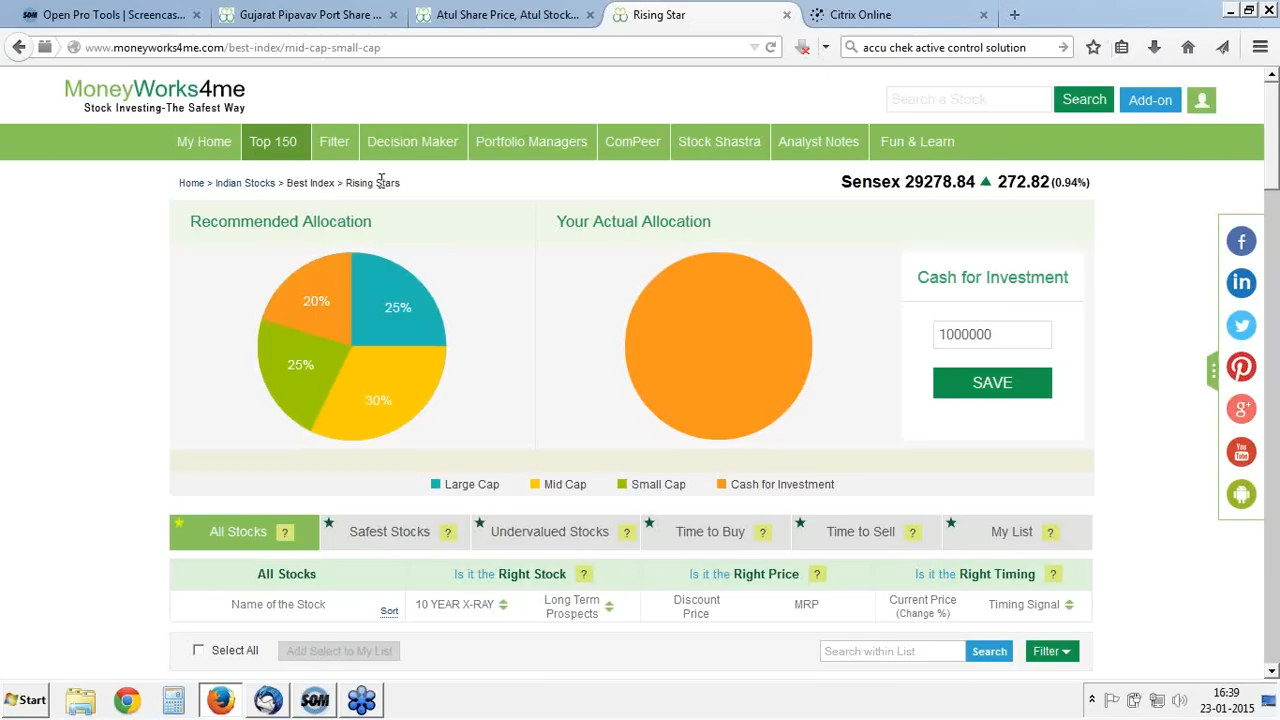 Open Pro Tools | Screencas...
Gujarat Pipavav Port Share ...
Atul Share Price, Atul Stock...
Rising Star
Citrix Online
www.moneyworks4me.com/best-index/mid-cap-small-cap
accu chek active control solution
MoneyWorks4me
Stock Investing-The Safest Way
Search a Stock
Search
Add-on
My Home
Top 150
Filter
Decision Maker
Portfolio Managers
ComPeer
Stock Shastra
Analyst Notes
Fun & Learn
Home > Indian Stocks > Best Index > Rising Stars
Sensex 29278.84 ▲ 272.82 (0.94%)
Recommended Allocation
Your Actual Allocation
20%
25%
25%
30%
Cash for Investment
1000000
SAVE
Large Cap
Mid Cap
Small Cap
Cash for Investment
All Stocks ?
Safest Stocks ?
Undervalued Stocks ?
Time to Buy ?
Time to Sell ?
My List ?
All Stocks
Is it the Right Stock ?
Is it the Right Price ?
Is it the Right Timing ?
Name of the Stock
Sort
10 YEAR X-RAY
Long Term
Prospects
Discount
Price
MRP
Current Price
(Change %)
Timing Signal
Select All
Add Select to My List
Search within List
Search
Filter
Start
SOM
16:39
23-01-2015